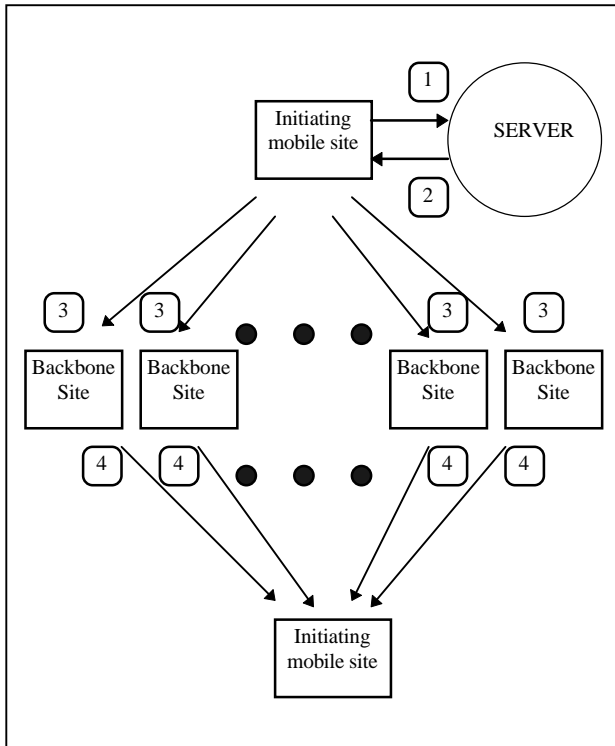 1
Initiating
mobile site
SERVER
2
3
3
3
3
Backbone
Site
Backbone
Site
Backbone
Site
Backbone
Site
4
4
4
4
Initiating
mobile site